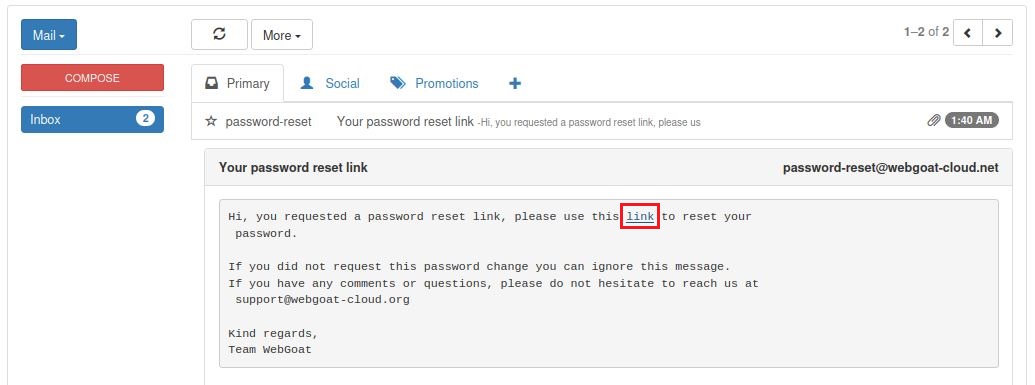 Mail
More
1–2 of 2
COMPOSE
Inbox 2
Primary Social Promotions
password-reset Your password reset link -Hi, you requested a password reset link, please us 1:40 AM
Your password reset link password-reset@webgoat-cloud.net
Hi, you requested a password reset link, please use this link to reset your
password.
If you did not request this password change you can ignore this message.
If you have any comments or questions, please do not hesitate to reach us at
support@webgoat-cloud.org
Kind regards,
Team WebGoat